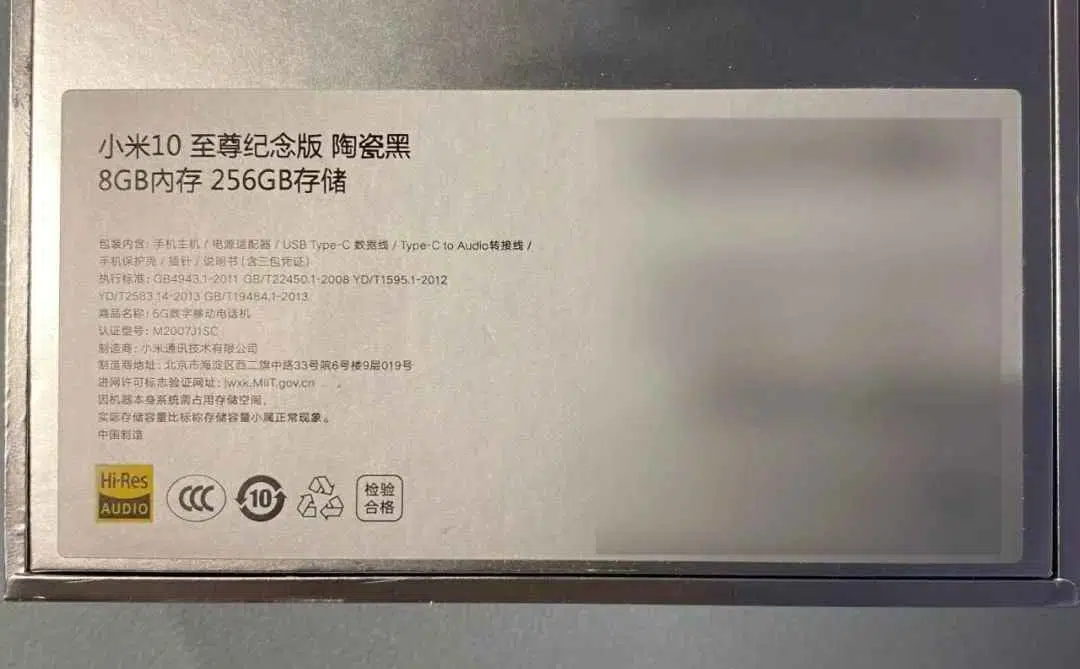 小米10 至尊纪念版 陶瓷黑
8GB内存 256GB存储
包装内含: 手机主机 / 电源适配器 / USB Type-C 数据线 / Type-C to Audio转接线 /
手机保护壳 / 插针 / 说明书(含三包凭证)
执行标准: GB4943.1-2011 GB/T22450.1-2008 YD/T1595.1-2012
YD/T2583.14-2013 GB/T19484.1-2013
商品名称: 5G数字移动电话机
认证型号: M2007J1SC
制造商: 小米通讯技术有限公司
制造商地址: 北京市海淀区西二旗中路33号院6号楼9层019号
进网许可标志验证网址: jwxk.MIIT.gov.cn
因机器本身系统需占用存储空间,
实际存储容量比标称存储容量小属正常现象。
中国制造
Hi-Res
AUDIO
CCC
10
检验
合格